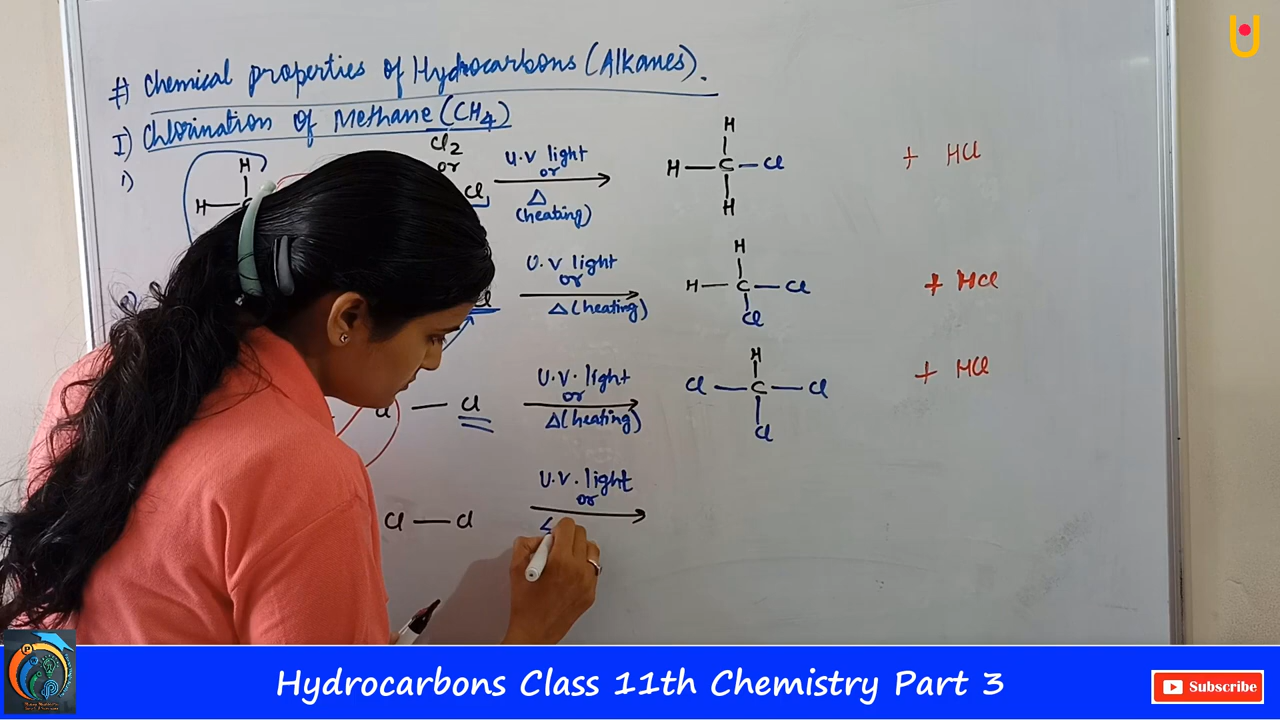 #) Chemical properties of Hydrocarbons (Alkanes).
I) Chlorination of Methane (CH4)
Cl2
or
1)
H
H — C
Cl
U.V light
or
Δ
(heating)
H
H — C — Cl
H
+ HCl
U.V light
or
Δ (heating)
H
H — C — Cl
Cl
+ HCl
Cl — Cl
U.V. light
or
Δ (heating)
H
Cl — C — Cl
Cl
+ HCl
Cl — Cl
U.V. light
or
Hydrocarbons Class 11th Chemistry Part 3
Subscribe